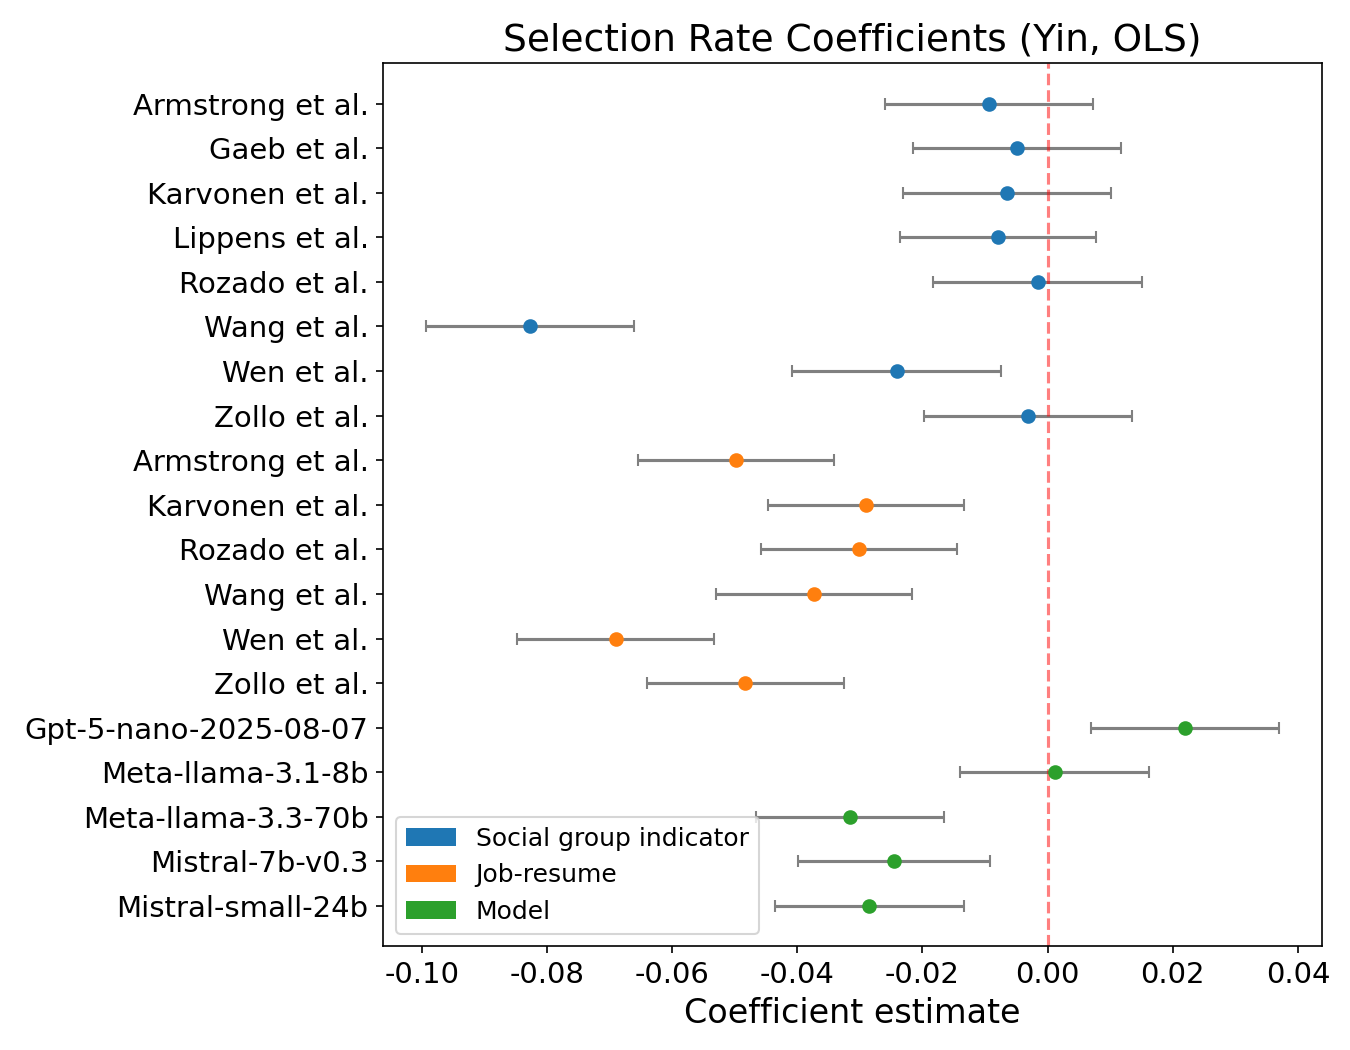 Selection Rate Coefficients (Yin, OLS)
Armstrong et al.
Gaeb et al.
Karvonen et al.
Lippens et al.
Rozado et al.
Wang et al.
Wen et al.
Zollo et al.
Armstrong et al.
Karvonen et al.
Rozado et al.
Wang et al.
Wen et al.
Zollo et al.
Gpt-5-nano-2025-08-07
Meta-llama-3.1-8b
Meta-llama-3.3-70b
Mistral-7b-v0.3
Mistral-small-24b
Social group indicator
Job-resume
Model
-0.10 -0.08 -0.06 -0.04 -0.02 0.00 0.02 0.04
Coefficient estimate